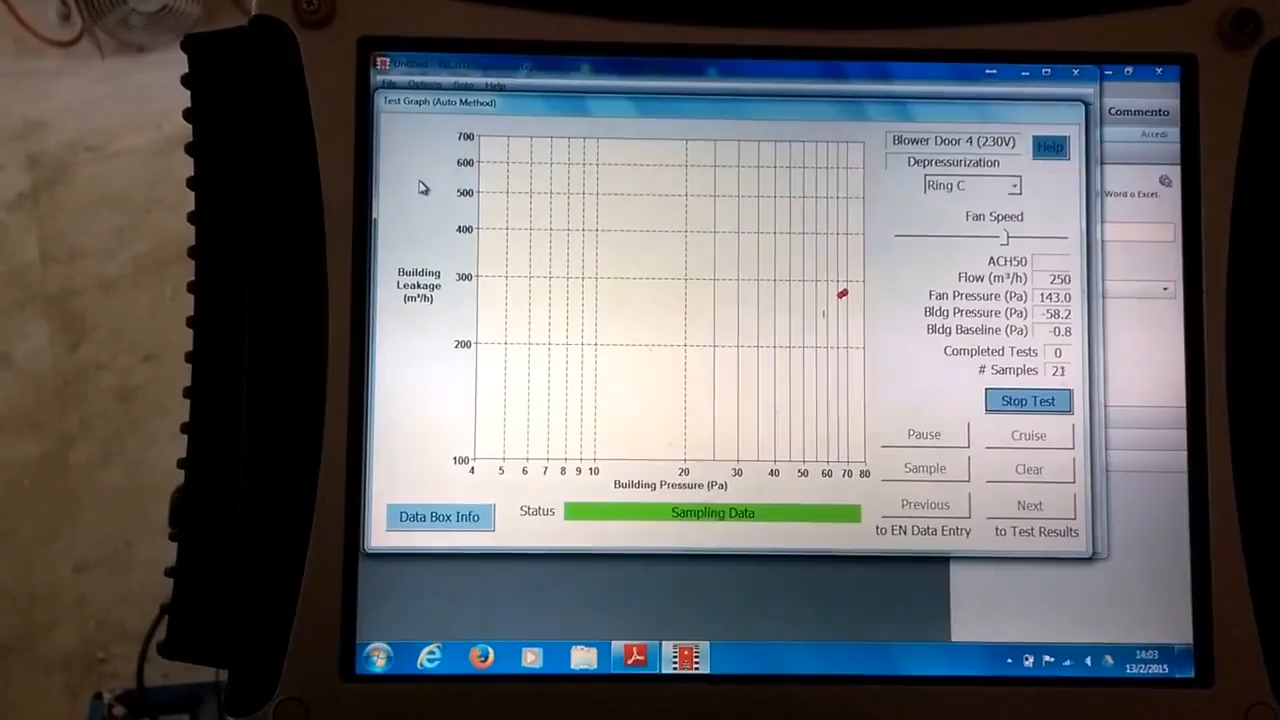 File Options Goto Help
Test Graph (Auto Method)
Commento
Accedi
Word o Excel.
Building
Leakage
(m³/h)
700
600
500
400
300
200
100
4 5 6 7 8 9 10 20 30 40 50 60 70 80
Building Pressure (Pa)
Blower Door 4 (230V)
Help
Depressurization
Ring C
Fan Speed
ACH50
Flow (m³/h) 250
Fan Pressure (Pa) 143.0
Bldg Pressure (Pa) -58.2
Bldg Baseline (Pa) -0.8
Completed Tests 0
# Samples 21
Stop Test
Pause Cruise
Sample Clear
Previous Next
to EN Data Entry to Test Results
Data Box Info
Status Sampling Data
14:03
13/2/2015